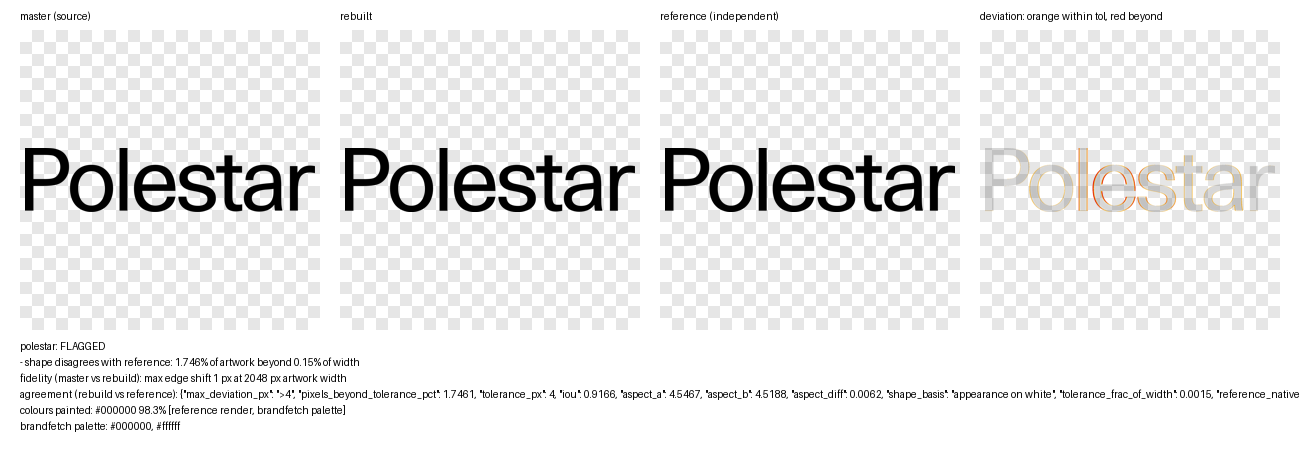 master (source)
rebuilt
reference (independent)
deviation: orange within tol, red beyond
Polestar
Polestar
Polestar
Polestar
polestar: FLAGGED
- shape disagrees with reference: 1.746% of artwork beyond 0.15% of width
fidelity (master vs rebuild): max edge shift 1 px at 2048 px artwork width
agreement (rebuild vs reference): {"max_deviation_px": ">4", "pixels_beyond_tolerance_pct": 1.7461, "tolerance_px": 4, "iou": 0.9166, "aspect_a": 4.5467, "aspect_b": 4.5188, "aspect_diff": 0.0062, "shape_basis": "appearance on white", "tolerance_frac_of_width": 0.0015, "reference_native
colours painted: #000000 98.3% [reference render, brandfetch palette]
brandfetch palette: #000000, #ffffff